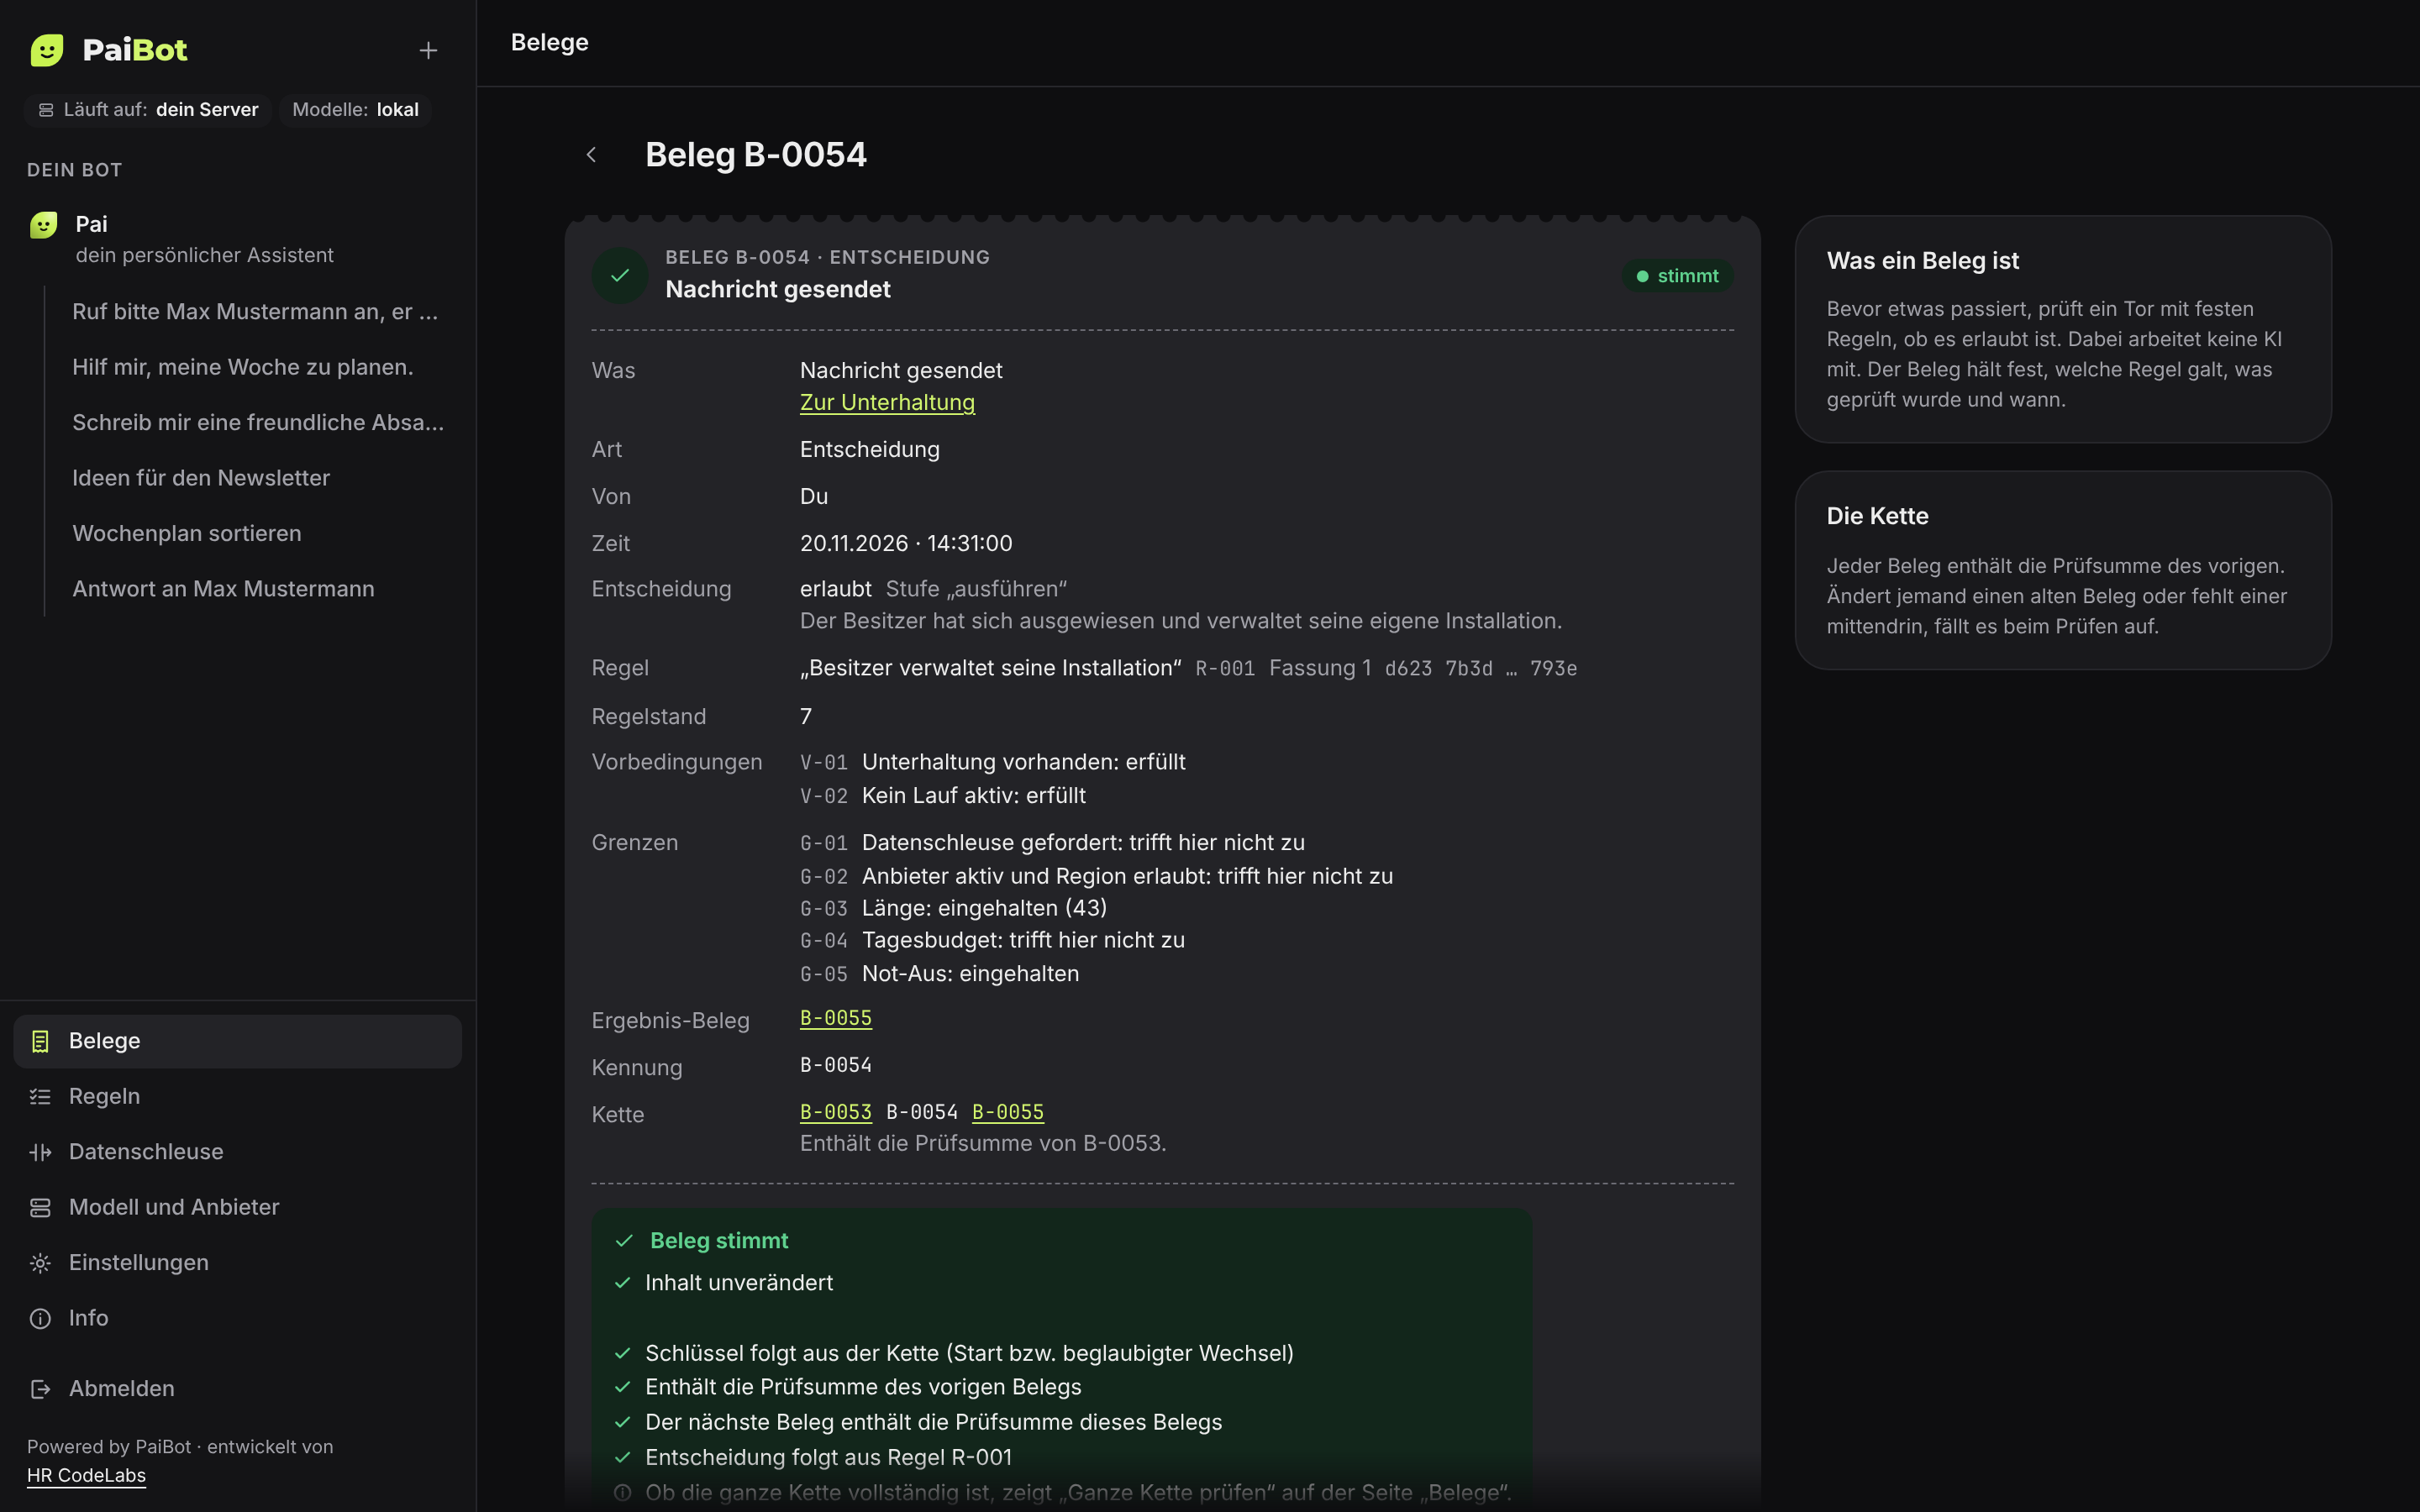 PaiBot
Läuft auf: dein Server
Modelle: lokal
DEIN BOT
Pai
dein persönlicher Assistent
Ruf bitte Max Mustermann an, er ...
Hilf mir, meine Woche zu planen.
Schreib mir eine freundliche Absa...
Ideen für den Newsletter
Wochenplan sortieren
Antwort an Max Mustermann
Belege
Regeln
Datenschleuse
Modell und Anbieter
Einstellungen
Info
Abmelden
Powered by PaiBot · entwickelt von
HR CodeLabs
Belege
Beleg B-0054
BELEG B-0054 · ENTSCHEIDUNG
Nachricht gesendet
stimmt
Was Nachricht gesendet
Zur Unterhaltung
Art Entscheidung
Von Du
Zeit 20.11.2026 · 14:31:00
Entscheidung erlaubt Stufe „ausführen“
Der Besitzer hat sich ausgewiesen und verwaltet seine eigene Installation.
Regel „Besitzer verwaltet seine Installation“ R-001 Fassung 1 d623 7b3d … 793e
Regelstand 7
Vorbedingungen V-01 Unterhaltung vorhanden: erfüllt
V-02 Kein Lauf aktiv: erfüllt
Grenzen G-01 Datenschleuse gefordert: trifft hier nicht zu
G-02 Anbieter aktiv und Region erlaubt: trifft hier nicht zu
G-03 Länge: eingehalten (43)
G-04 Tagesbudget: trifft hier nicht zu
G-05 Not-Aus: eingehalten
Ergebnis-Beleg B-0055
Kennung B-0054
Kette B-0053 B-0054 B-0055
Enthält die Prüfsumme von B-0053.
Beleg stimmt
Inhalt unverändert
Schlüssel folgt aus der Kette (Start bzw. beglaubigter Wechsel)
Enthält die Prüfsumme des vorigen Belegs
Der nächste Beleg enthält die Prüfsumme dieses Belegs
Entscheidung folgt aus Regel R-001
Ob die ganze Kette vollständig ist, zeigt „Ganze Kette prüfen“ auf der Seite „Belege“.
Was ein Beleg ist
Bevor etwas passiert, prüft ein Tor mit festen
Regeln, ob es erlaubt ist. Dabei arbeitet keine KI
mit. Der Beleg hält fest, welche Regel galt, was
geprüft wurde und wann.
Die Kette
Jeder Beleg enthält die Prüfsumme des vorigen.
Ändert jemand einen alten Beleg oder fehlt einer
mittendrin, fällt es beim Prüfen auf.